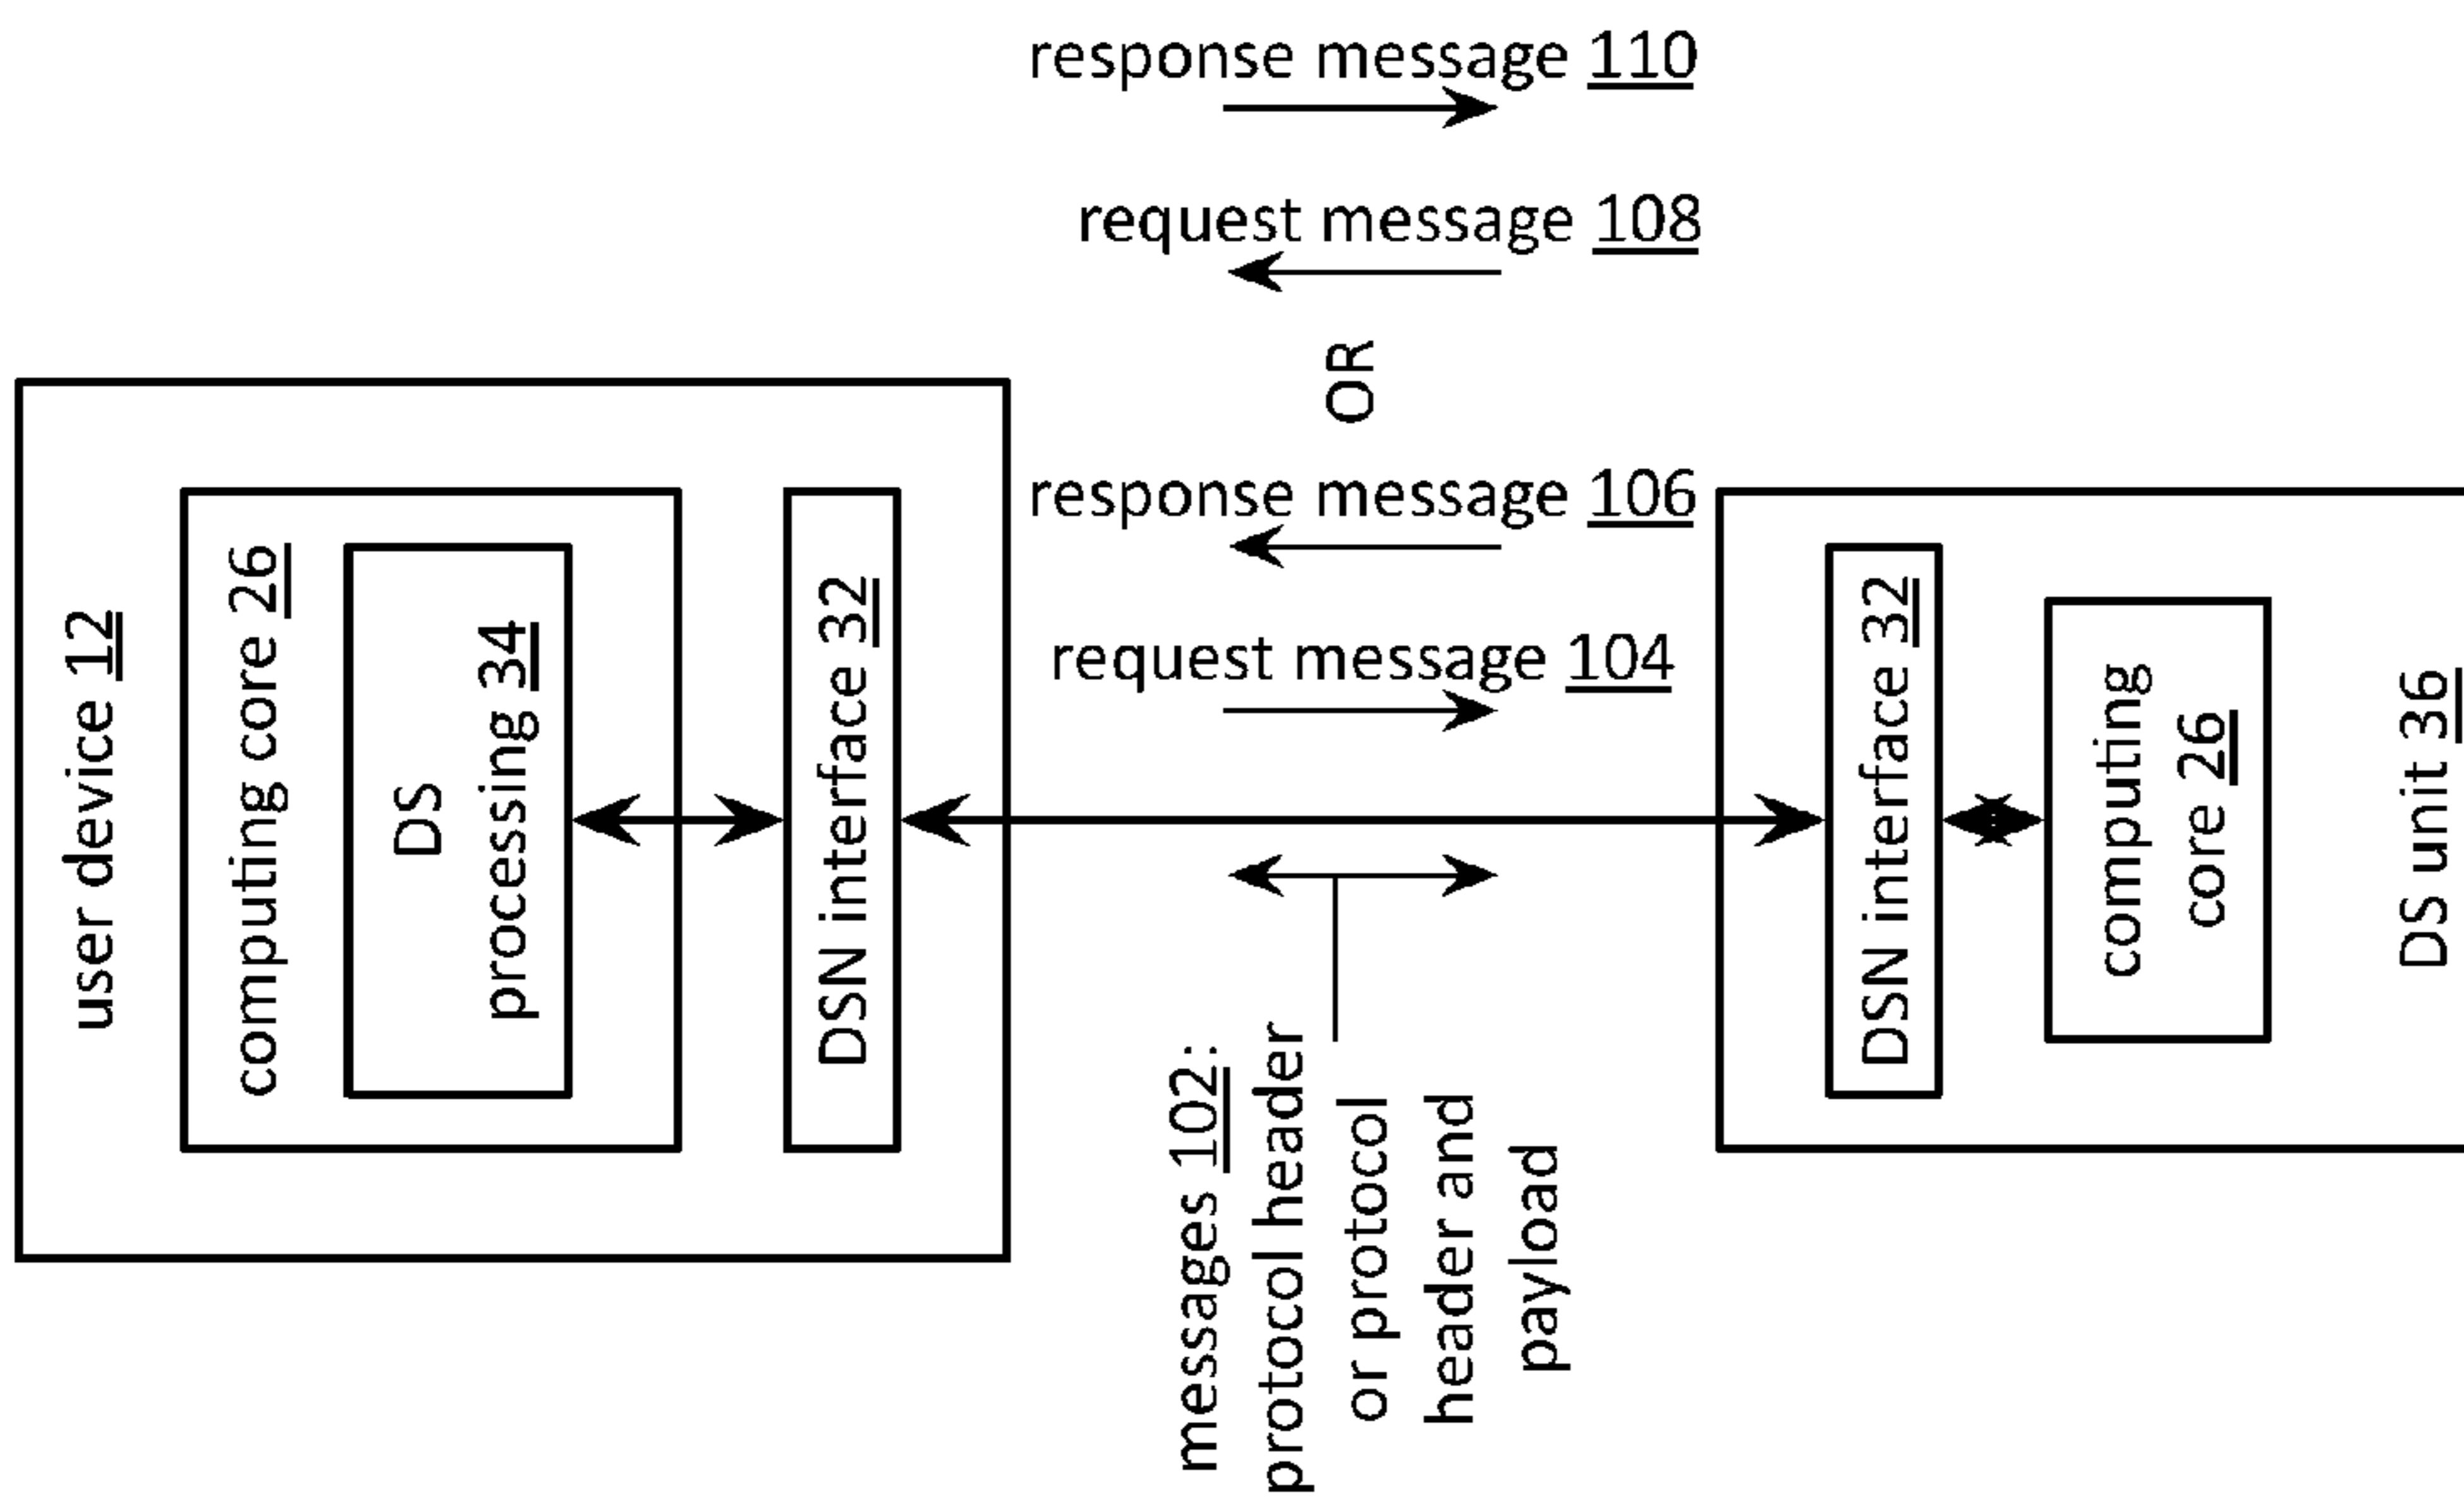 user device 12
computing core 26
DS
processing 34
DSN interface 32
response message 110
request message 108
OR
response message 106
request message 104
messages 102:
protocol header
or protocol
header and
payload
DSN interface 32
computing
core 26
DS unit 36